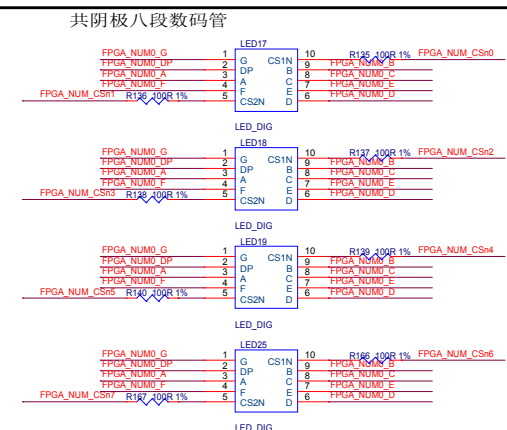 共阴极八段数码管
LED17
FPGA_NUM0_G 1 G CS1N 10 R135 100R 1% FPGA_NUM_CSn0
FPGA_NUM0_DP 2 DP B 9 FPGA_NUM0_B
FPGA_NUM0_A 3 A C 8 FPGA_NUM0_C
FPGA_NUM0_F 4 F E 7 FPGA_NUM0_E
FPGA_NUM_CSn1 R136 100R 1% 5 CS2N D 6 FPGA_NUM0_D
LED_DIG
LED18
FPGA_NUM0_G 1 G CS1N 10 R137 100R 1% FPGA_NUM_CSn2
FPGA_NUM0_DP 2 DP B 9 FPGA_NUM0_B
FPGA_NUM0_A 3 A C 8 FPGA_NUM0_C
FPGA_NUM0_F 4 F E 7 FPGA_NUM0_E
FPGA_NUM_CSn3 R138 100R 1% 5 CS2N D 6 FPGA_NUM0_D
LED_DIG
LED19
FPGA_NUM0_G 1 G CS1N 10 R139 100R 1% FPGA_NUM_CSn4
FPGA_NUM0_DP 2 DP B 9 FPGA_NUM0_B
FPGA_NUM0_A 3 A C 8 FPGA_NUM0_C
FPGA_NUM0_F 4 F E 7 FPGA_NUM0_E
FPGA_NUM_CSn5 R140 100R 1% 5 CS2N D 6 FPGA_NUM0_D
LED_DIG
LED25
FPGA_NUM0_G 1 G CS1N 10 R166 100R 1% FPGA_NUM_CSn6
FPGA_NUM0_DP 2 DP B 9 FPGA_NUM0_B
FPGA_NUM0_A 3 A C 8 FPGA_NUM0_C
FPGA_NUM0_F 4 F E 7 FPGA_NUM0_E
FPGA_NUM_CSn7 R167 100R 1% 5 CS2N D 6 FPGA_NUM0_D
LED_DIG